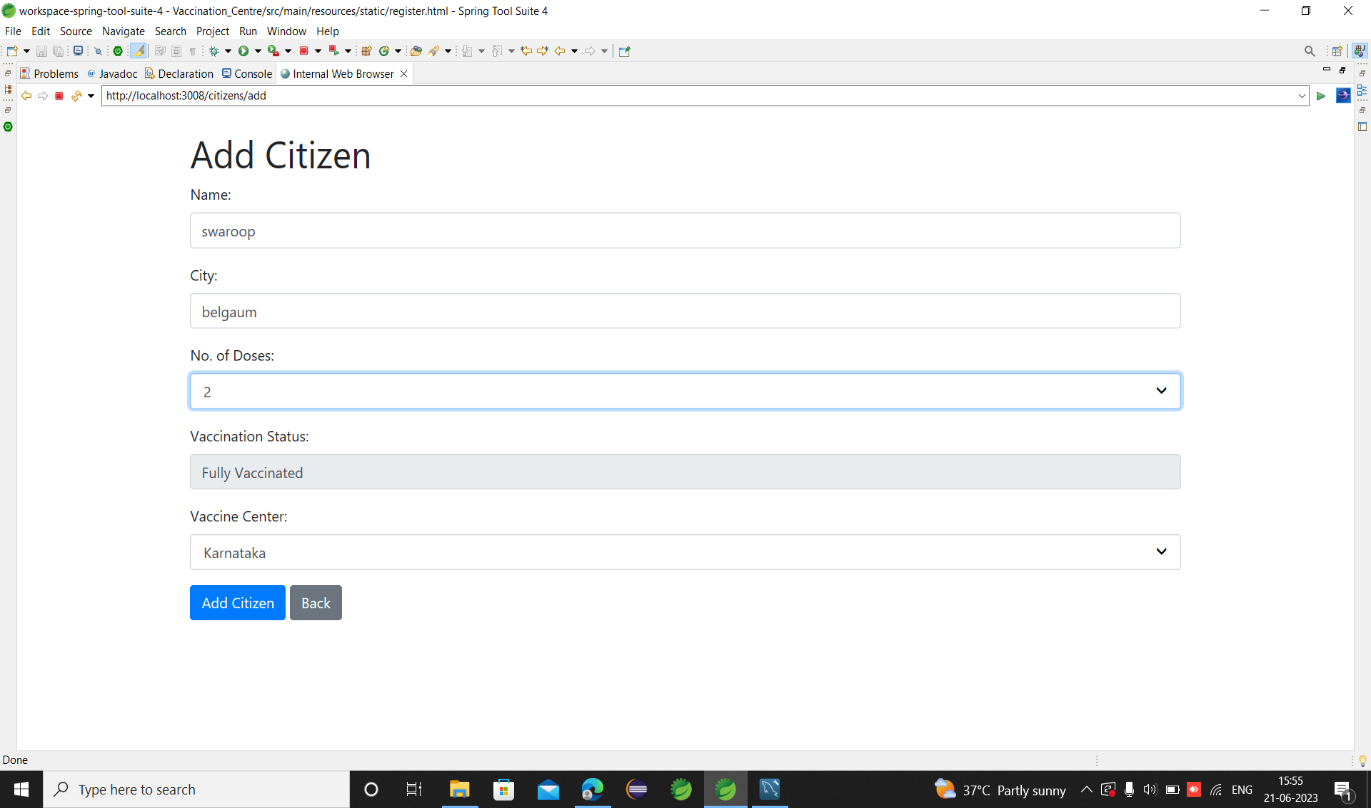 workspace-spring-tool-suite-4 - Vaccination_Centre/src/main/resources/static/register.html - Spring Tool Suite 4
File Edit Source Navigate Search Project Run Window Help
Problems @ Javadoc Declaration Console Internal Web Browser
http://localhost:3008/citizens/add
Add Citizen
Name:
swaroop
City:
belgaum
No. of Doses:
2
Vaccination Status:
Fully Vaccinated
Vaccine Center:
Karnataka
Add Citizen Back
Done
Type here to search
37°C Partly sunny
ENG
15:55
21-06-2023
1